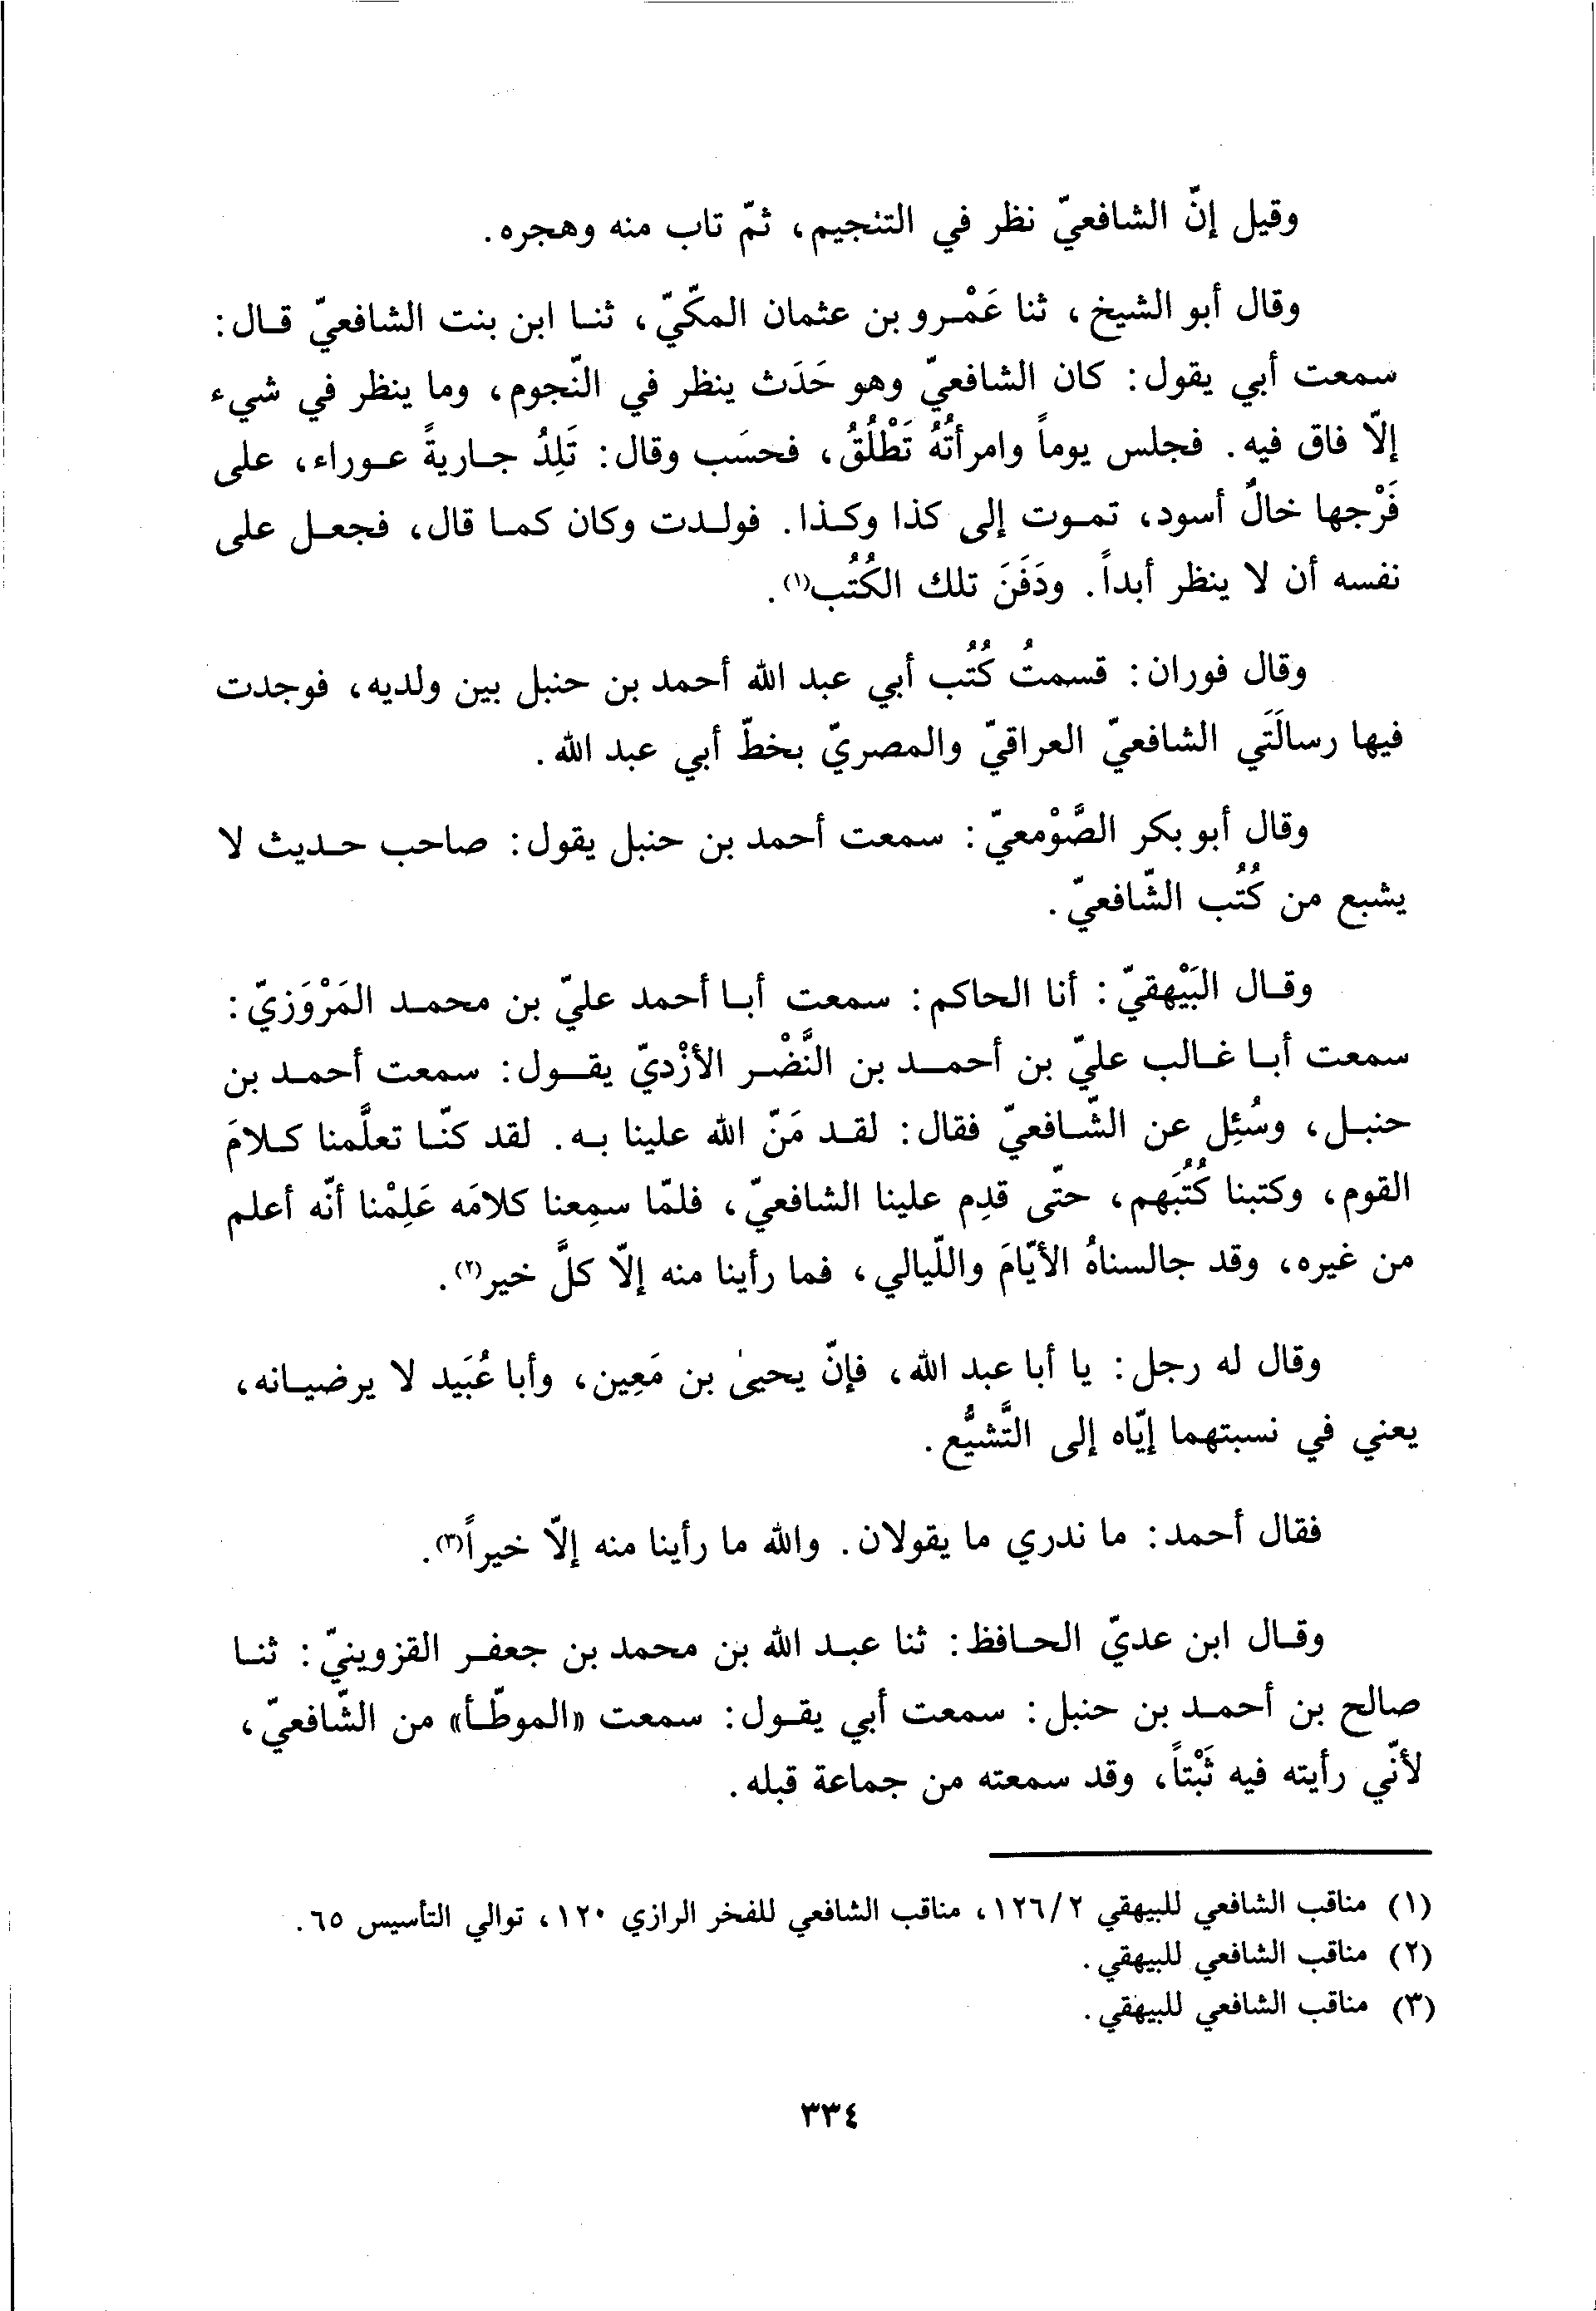 وقيل إنّ الشافعيّ نظر في التنجيم، ثمّ تاب منه وهجره.
وقال أبو الشيخ، ثنا عَمْرو بن عثمان المكّيّ، ثنا ابن بنت الشافعيّ قال:
سمعت أبي يقول: كان الشافعيّ وهو حَدَث ينظر في النّجوم، وما ينظر في شيء
إلّا فاق فيه. فجلس يوماً وامرأتُهُ تَطْلُقُ، فحسَب وقال: تَلِدُ جاريةً عوراء، على
فَرْجها خالٌ أسود، تموت إلى كذا وكذا. فولدت وكان كما قال، فجعل على
نفسه أن لا ينظر أبداً. ودَفَنَ تلك الكُتُب(١).
وقال فوران: قسمتُ كُتُب أبي عبد الله أحمد بن حنبل بين ولديه، فوجدت
فيها رسالَتَي الشافعيّ العراقيّ والمصريّ بخطّ أبي عبد الله.
وقال أبو بكر الصَّوْمعيّ: سمعت أحمد بن حنبل يقول: صاحب حديث لا
يشبع من كُتُب الشّافعيّ.
وقال البَيْهقيّ: أنا الحاكم: سمعت أبا أحمد عليّ بن محمد المَرْوَزيّ:
سمعت أبا غالب عليّ بن أحمد بن النَّضْر الأزْديّ يقول: سمعت أحمد بن
حنبل، وسُئِل عن الشّافعيّ فقال: لقد مَنّ الله علينا به. لقد كنّا تعلَّمنا كلامَ
القوم، وكتبنا كُتُبَهم، حتّى قدِم علينا الشافعيّ، فلمّا سمِعنا كلامَه عَلِمْنا أنّه أعلم
من غيره، وقد جالسناهُ الأيّامَ واللّيالي، فما رأينا منه إلّا كلَّ خير(٢).
وقال له رجل: يا أبا عبد الله، فإنّ يحيىٰ بن مَعِين، وأبا عُبَيد لا يرضيانه،
يعني في نسبتهما إيّاه إلى التَّشيُّع.
فقال أحمد: ما ندري ما يقولان. والله ما رأينا منه إلّا خيراً(٣).
وقال ابن عديّ الحافظ: ثنا عبد الله بن محمد بن جعفر القزوينيّ: ثنا
صالح بن أحمد بن حنبل: سمعت أبي يقول: سمعت «الموطّأ» من الشّافعيّ،
لأنّي رأيته فيه ثَبْتاً، وقد سمعته من جماعة قبله.
(١) مناقب الشافعي للبيهقي ١٢٦/٢، مناقب الشافعي للفخر الرازي ١٢٠، توالي التأسيس ٦٥.
(٢) مناقب الشافعي للبيهقي.
(٣) مناقب الشافعي للبيهقي.
٣٣٤